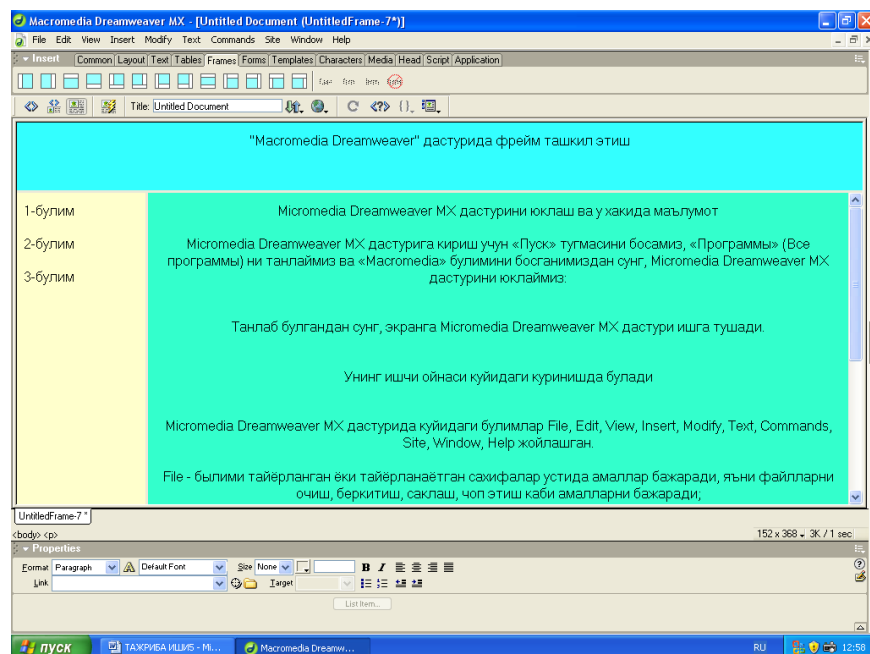 Macromedia Dreamweaver MX - [Untitled Document (UntitledFrame-7*)]
File Edit View Insert Modify Text Commands Site Window Help
Insert Common Layout Text Tables Frames Forms Templates Characters Media Head Script Application
Title: Untitled Document
"Macromedia Dreamweaver" дастурида фрейм ташкил этиш
1-булим
2-булим
3-булим
Micromedia Dreamweaver MX дастурини юклаш ва у хакида маълумот
Micromedia Dreamweaver MX дастурига кириш учун «Пуск» тугмасини босамиз, «Программы» (Все
программы) ни танлаймиз ва «Macromedia» булимини босганимиздан сунг, Micromedia Dreamweaver MX
дастурини юклаймиз:
Танлаб булгандан сунг, экранга Micromedia Dreamweaver MX дастури ишга тушади.
Унинг ишчи ойнаси куйидаги куринишда булади
Micromedia Dreamweaver MX дастурида куйидаги булимлар File, Edit, View, Insert, Modify, Text, Commands,
Site, Window, Help жойлашган.
File - былими тайёрланган ёки тайёрланаётган сахифалар устида амаллар бажаради, яъни файлларни
очиш, беркитиш, саклаш, чоп этиш каби амалларни бажаради;
UntitledFrame-7 *
<body> <p> 152 x 368 3K / 1 sec
Properties
Format Paragraph Default Font Size None B I
Link Target
List Item...
пуск ТАЖРИБА ИШИ5 - Mi... Macromedia Dreamw... RU 12:58